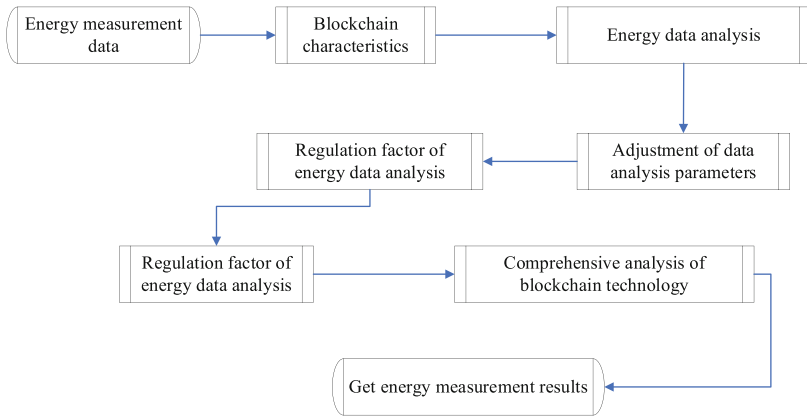 Energy measurement
data
Blockchain
characteristics
Energy data analysis
Adjustment of data
analysis parameters
Regulation factor of
energy data analysis
Regulation factor of
energy data analysis
Comprehensive analysis of
blockchain technology
Get energy measurement results